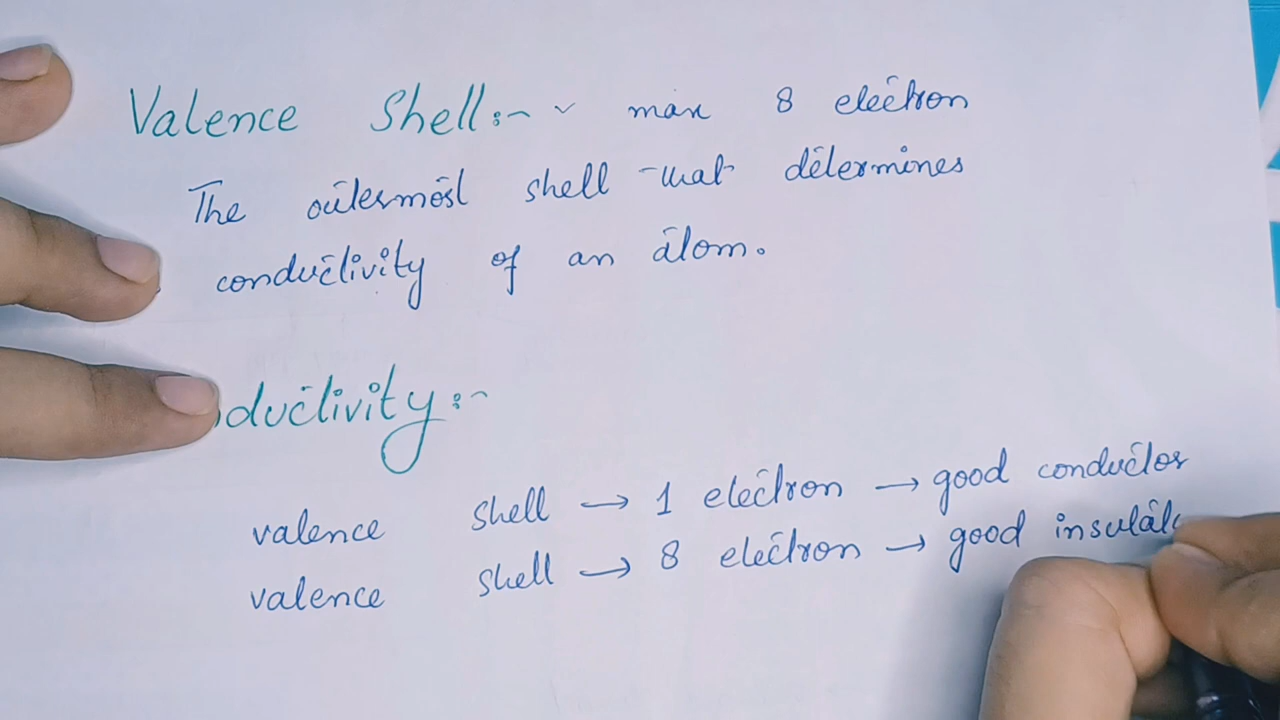 Valence Shell:- ✓ max 8 electron
The outermost shell that determines
conductivity of an atom.
ductivity:-
valence shell → 1 electron → good conductor
valence shell → 8 electron → good